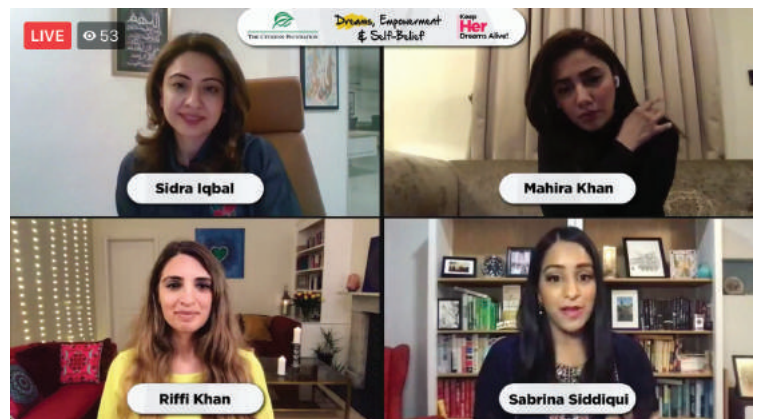 LIVE 53
THE CITIZENS FOUNDATION
Dreams, Empowerment
& Self-Belief
Keep
Her
Dreams Alive!
Sidra Iqbal
Mahira Khan
Riffi Khan
Sabrina Siddiqui